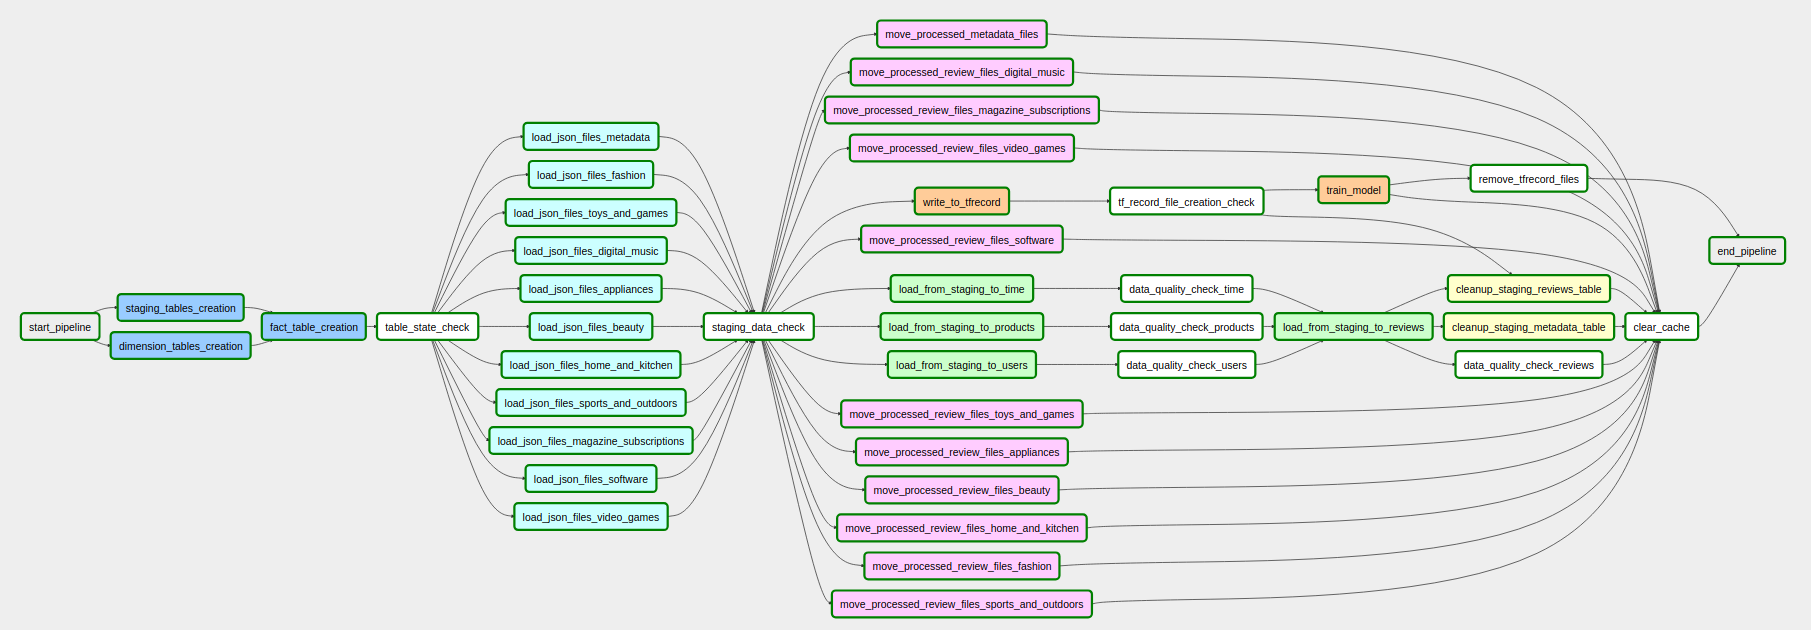 start_pipeline
staging_tables_creation
dimension_tables_creation
fact_table_creation
table_state_check
load_json_files_metadata
load_json_files_fashion
load_json_files_toys_and_games
load_json_files_digital_music
load_json_files_appliances
load_json_files_beauty
load_json_files_home_and_kitchen
load_json_files_sports_and_outdoors
load_json_files_magazine_subscriptions
load_json_files_software
load_json_files_video_games
staging_data_check
move_processed_metadata_files
move_processed_review_files_digital_music
move_processed_review_files_magazine_subscriptions
move_processed_review_files_video_games
write_to_tfrecord
move_processed_review_files_software
load_from_staging_to_time
load_from_staging_to_products
load_from_staging_to_users
move_processed_review_files_toys_and_games
move_processed_review_files_appliances
move_processed_review_files_beauty
move_processed_review_files_home_and_kitchen
move_processed_review_files_fashion
move_processed_review_files_sports_and_outdoors
tf_record_file_creation_check
data_quality_check_time
data_quality_check_products
data_quality_check_users
train_model
load_from_staging_to_reviews
remove_tfrecord_files
cleanup_staging_reviews_table
cleanup_staging_metadata_table
data_quality_check_reviews
clear_cache
end_pipeline